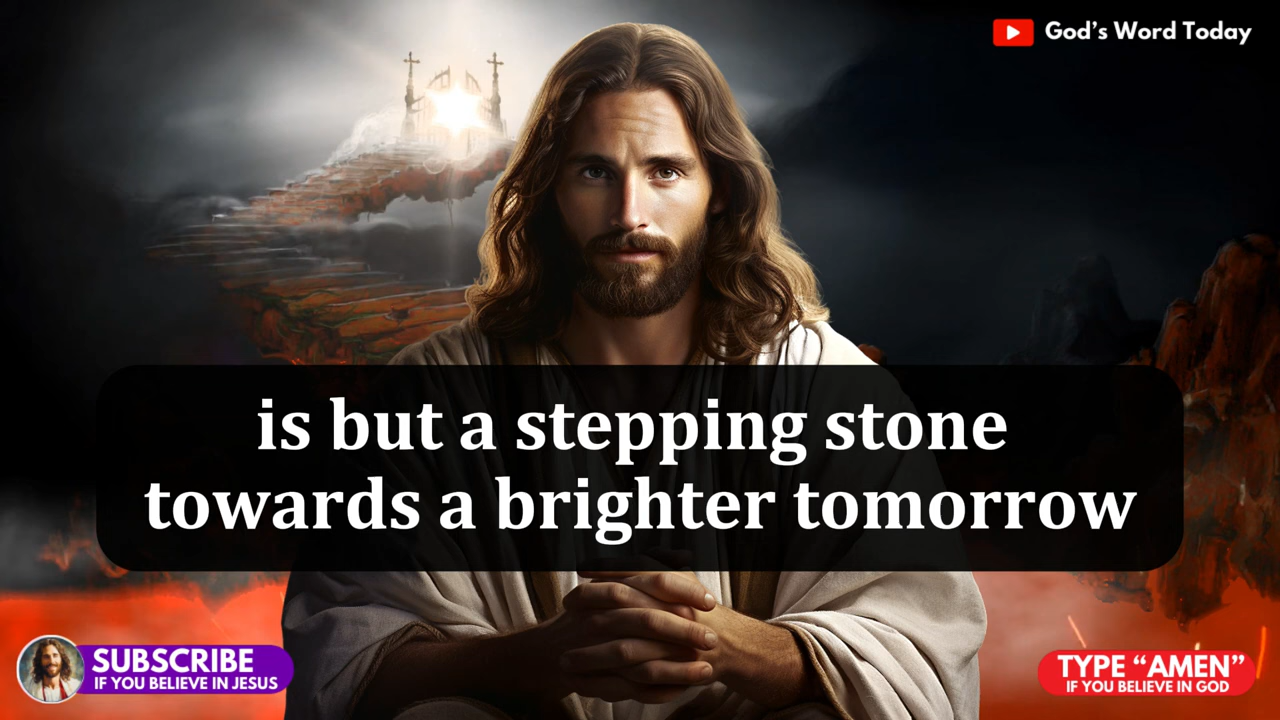 God's Word Today
is but a stepping stone
towards a brighter tomorrow
SUBSCRIBE
IF YOU BELIEVE IN JESUS
TYPE “AMEN”
IF YOU BELIEVE IN GOD